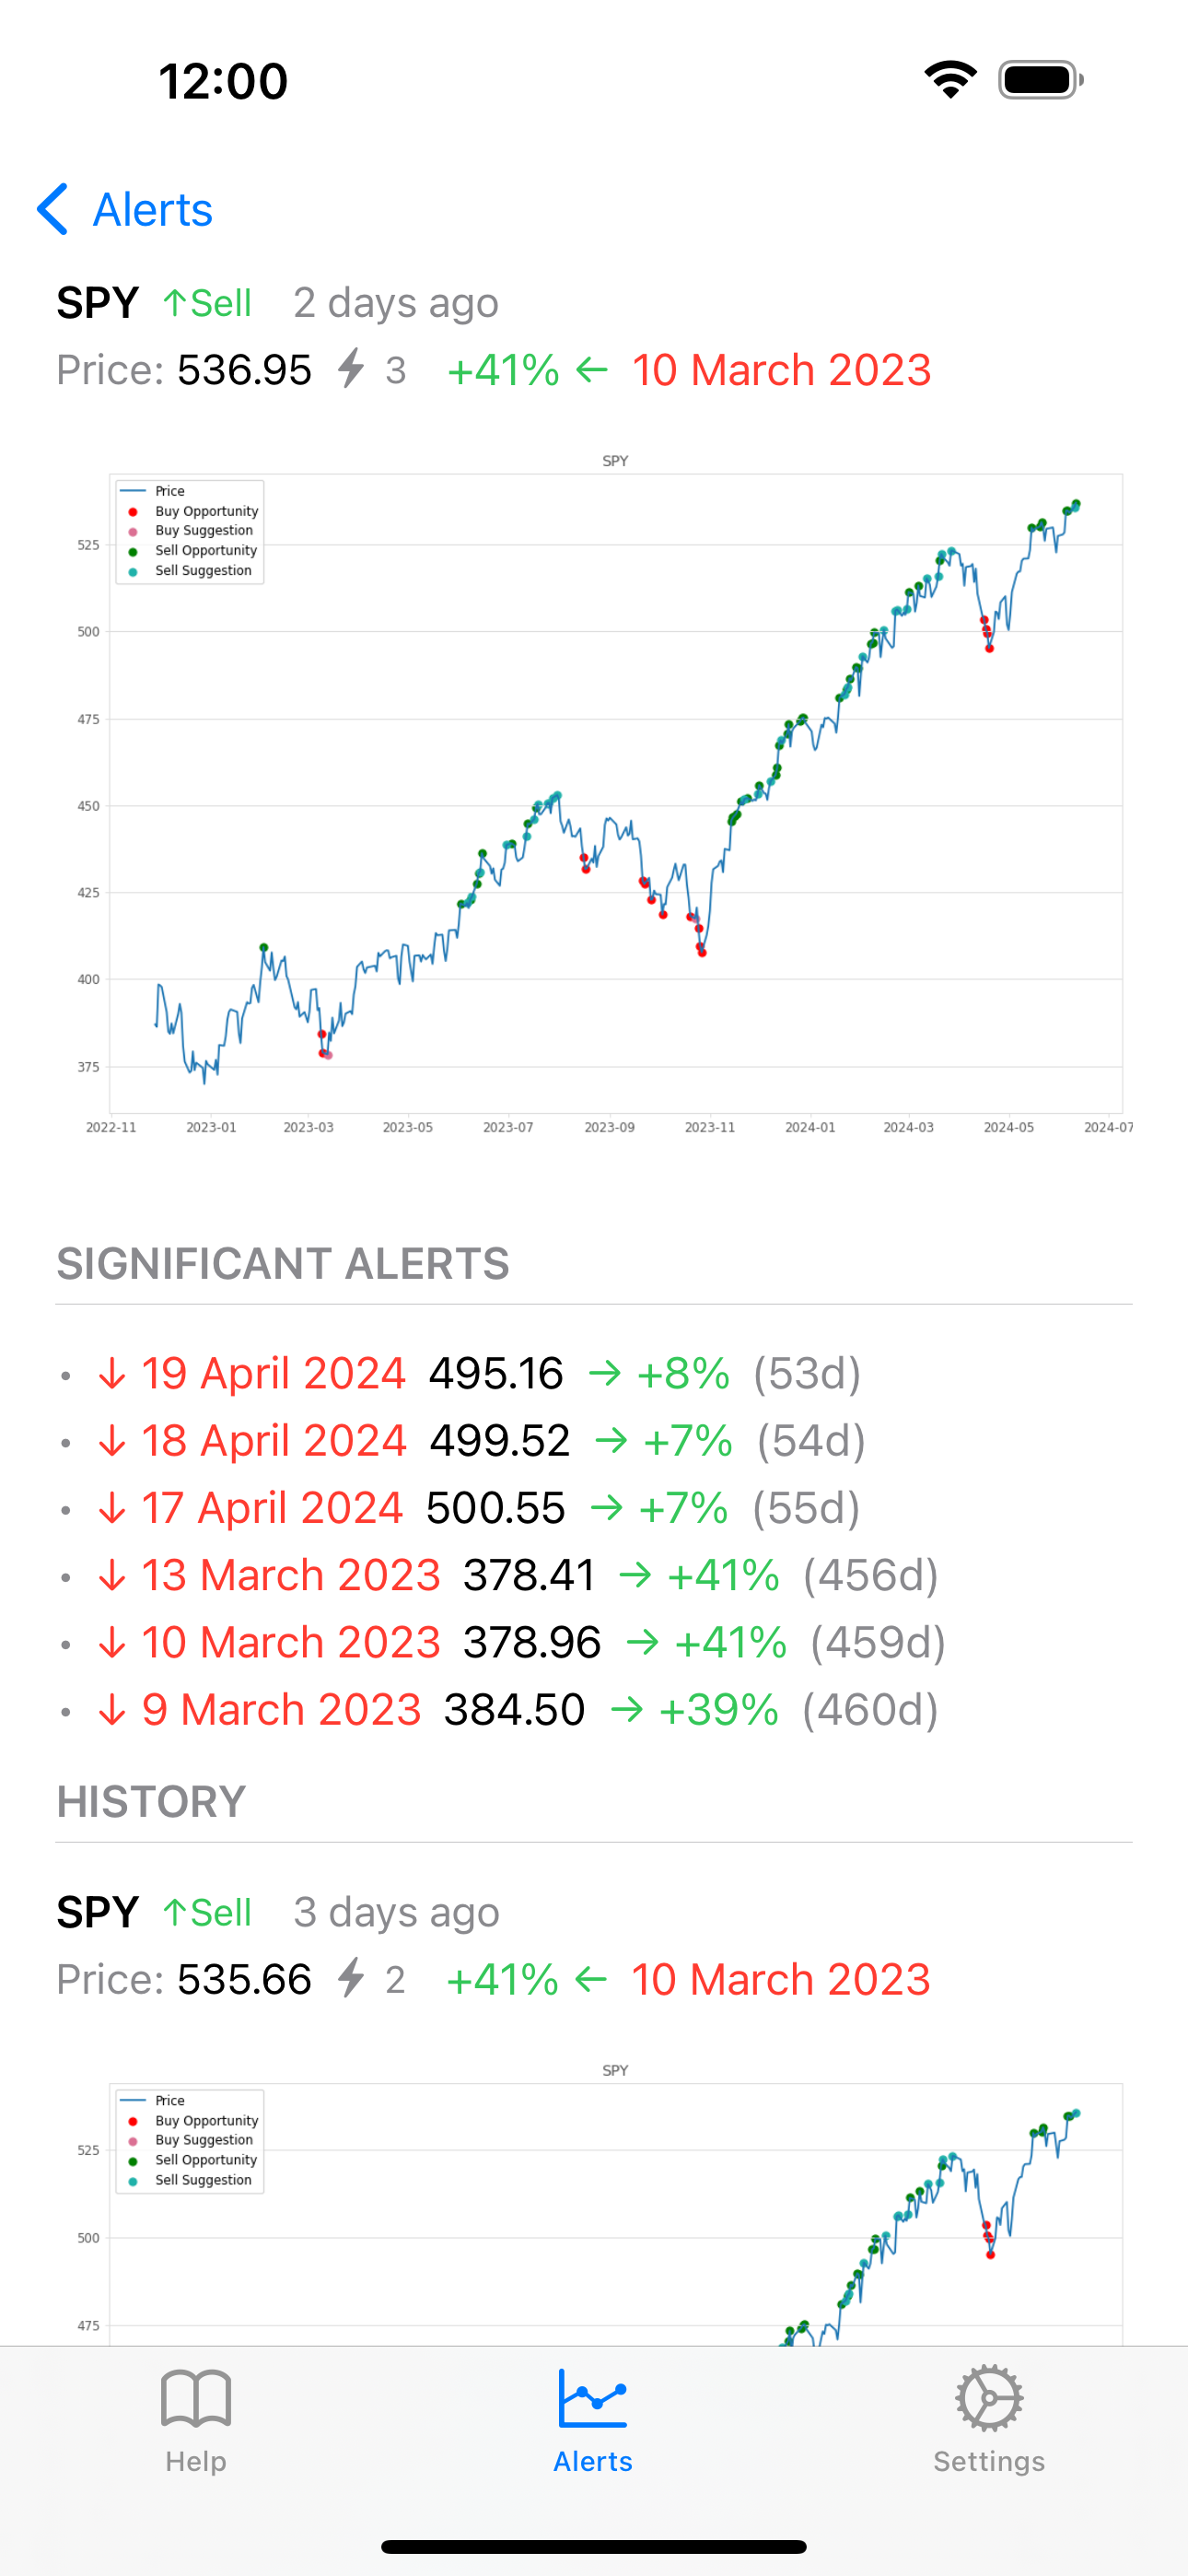 12:00
Alerts
SPY ↑Sell 2 days ago
Price: 536.95 3 +41% ← 10 March 2023
SPY
Price
Buy Opportunity
Buy Suggestion
Sell Opportunity
Sell Suggestion
525
500
475
450
425
400
375
2022-11 2023-01 2023-03 2023-05 2023-07 2023-09 2023-11 2024-01 2024-03 2024-05 2024-07
SIGNIFICANT ALERTS
• ↓ 19 April 2024 495.16 → +8% (53d)
• ↓ 18 April 2024 499.52 → +7% (54d)
• ↓ 17 April 2024 500.55 → +7% (55d)
• ↓ 13 March 2023 378.41 → +41% (456d)
• ↓ 10 March 2023 378.96 → +41% (459d)
• ↓ 9 March 2023 384.50 → +39% (460d)
HISTORY
SPY ↑Sell 3 days ago
Price: 535.66 2 +41% ← 10 March 2023
SPY
Price
Buy Opportunity
Buy Suggestion
Sell Opportunity
Sell Suggestion
525
500
475
Help Alerts Settings